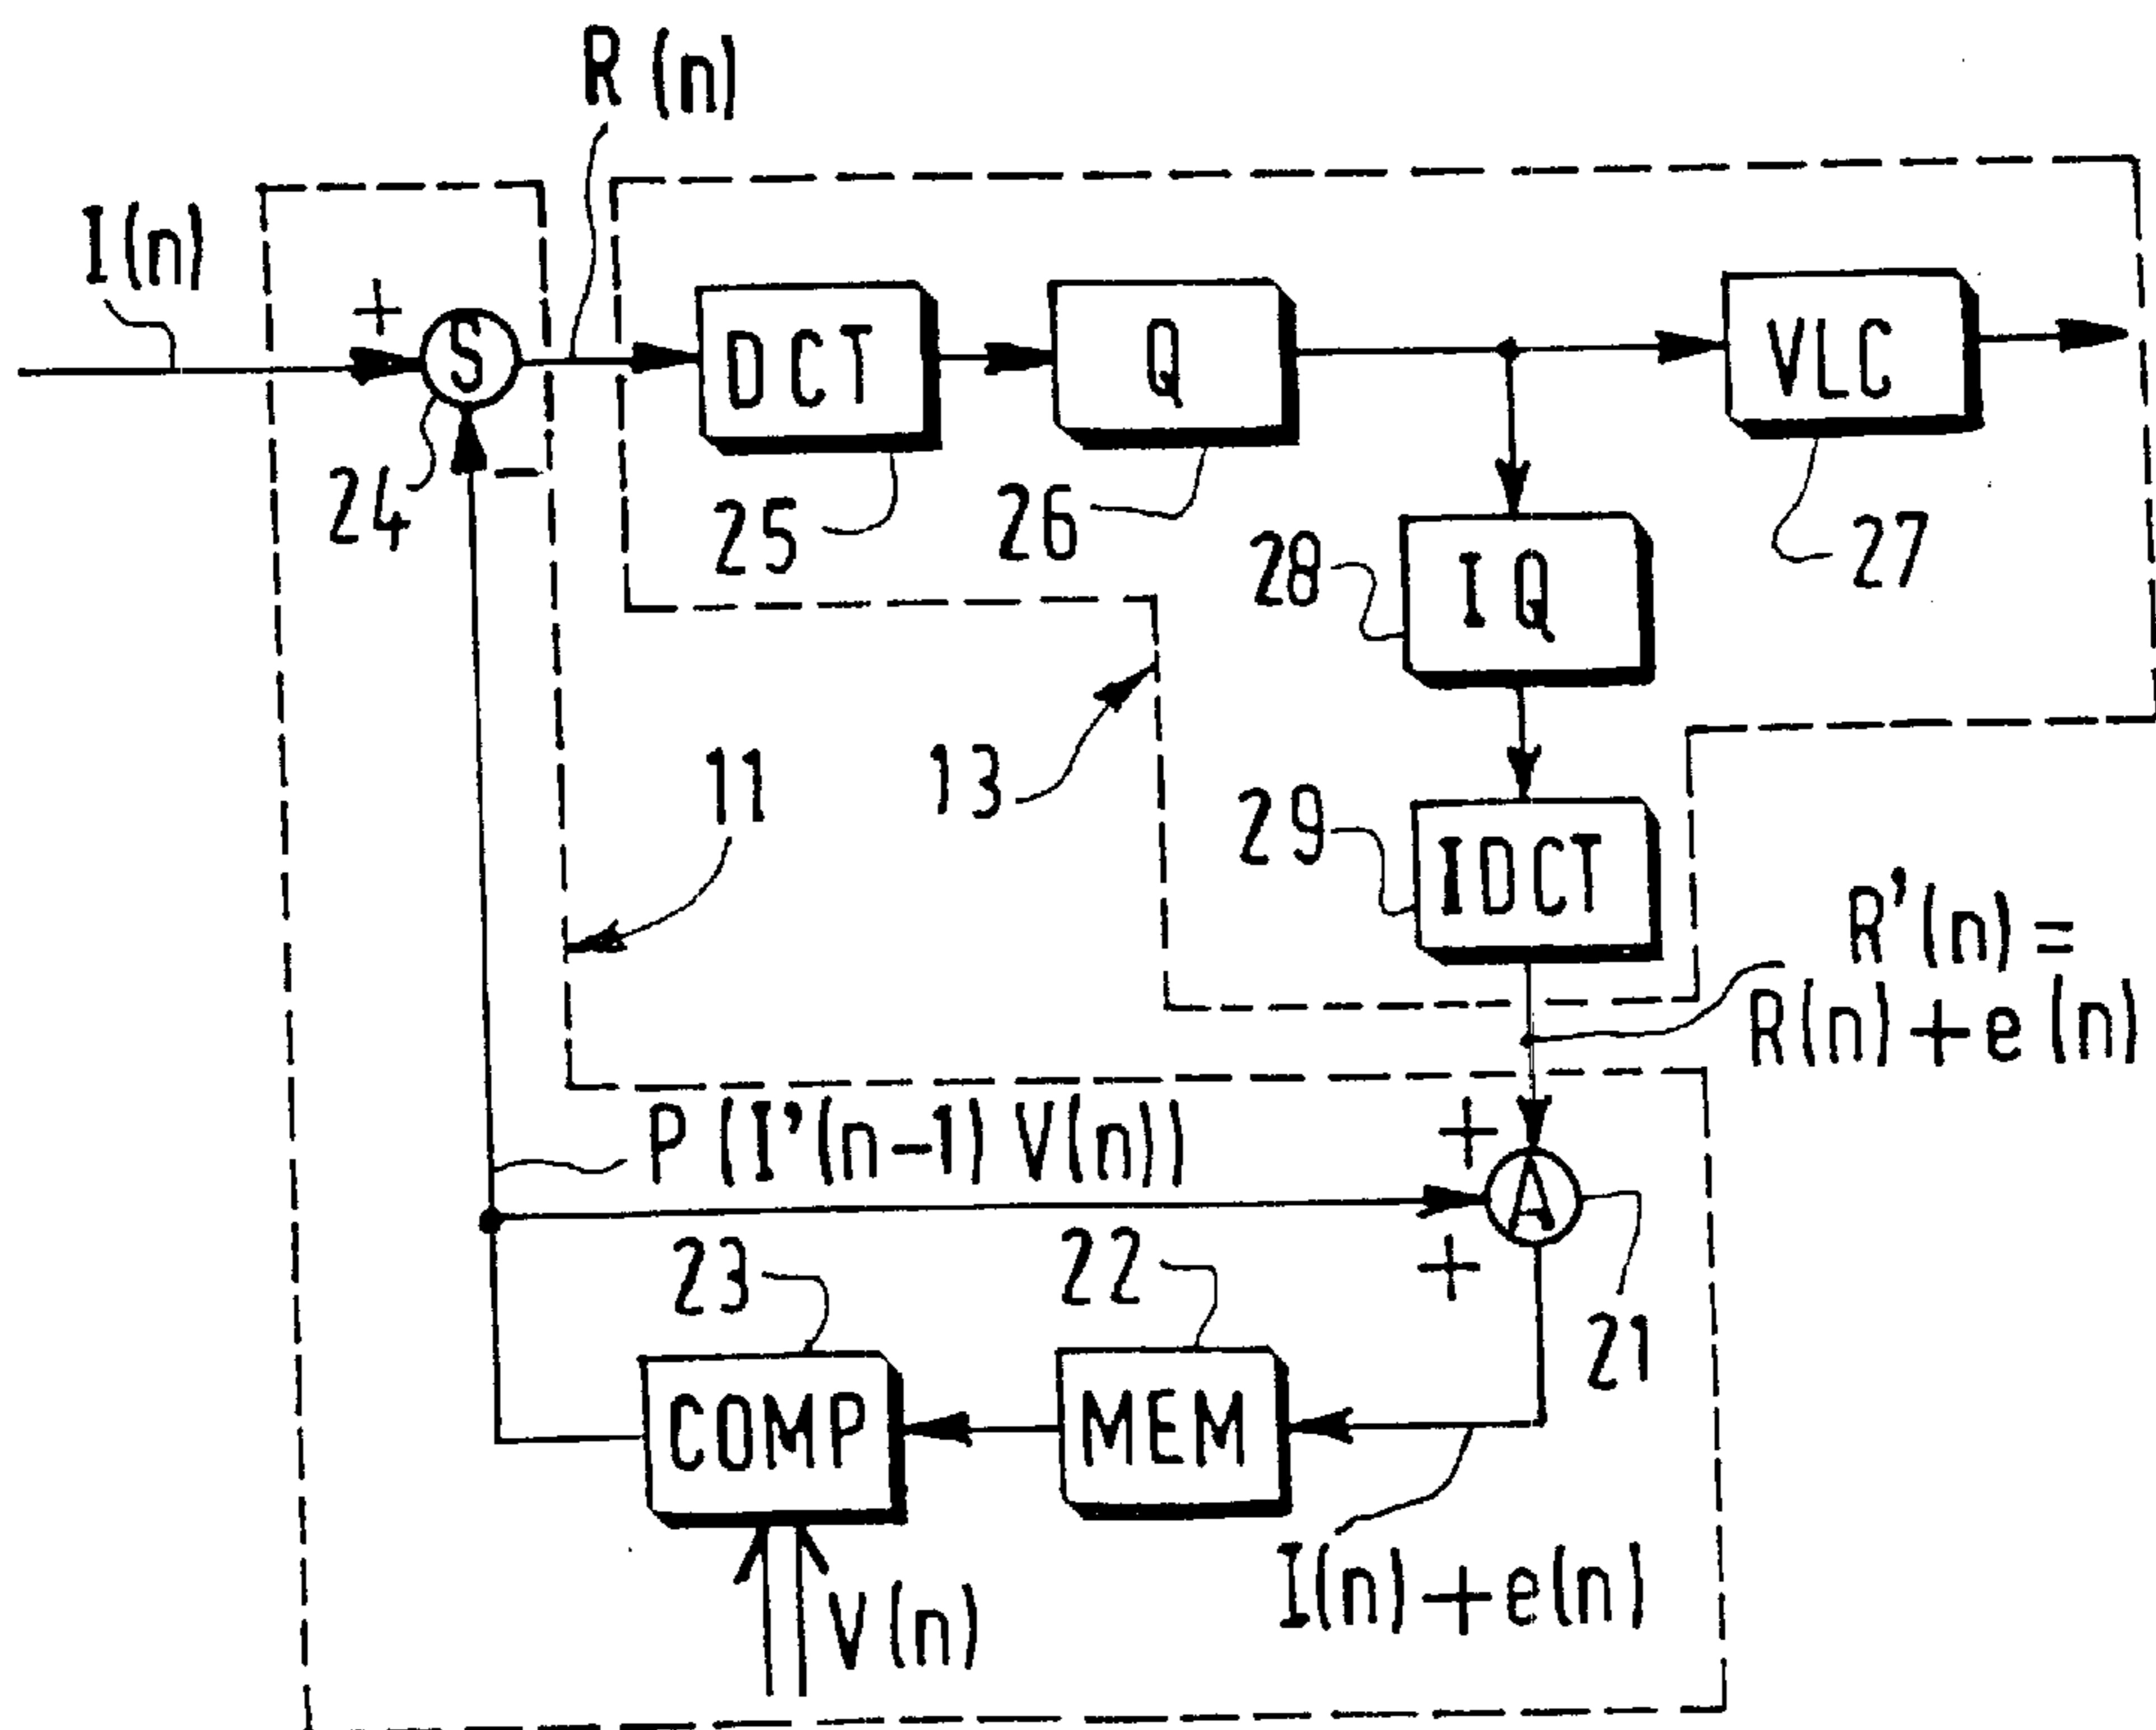 R (n)
I(n)
+
S
DCT
Q
VLC
−
24
25
26
27
28
IQ
11
13
29
IDCT
R'(n) =
R(n) + e (n)
P (I'(n-1) V(n))
+
A
+
23
22
21
COMP
MEM
I(n) + e(n)
V(n)